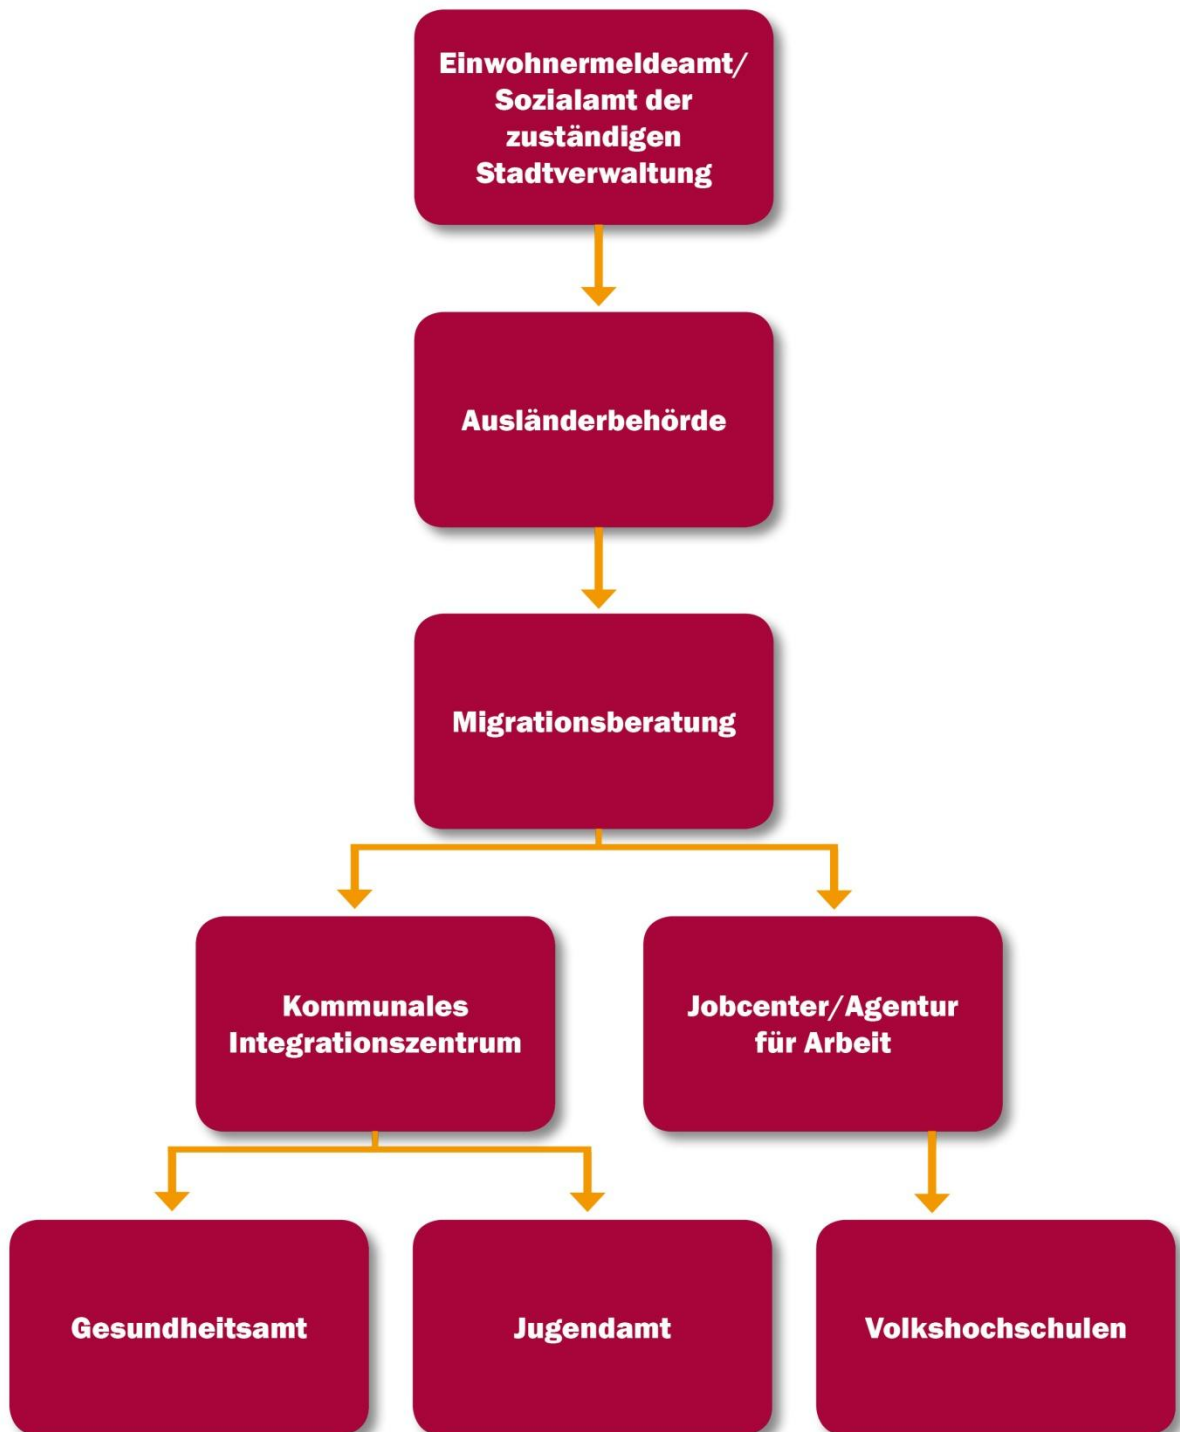 Einwohnermeldeamt/
Sozialamt der
zuständigen
Stadtverwaltung
Ausländerbehörde
Migrationsberatung
Kommunales
Integrationszentrum
Jobcenter/Agentur
für Arbeit
Gesundheitsamt
Jugendamt
Volkshochschulen